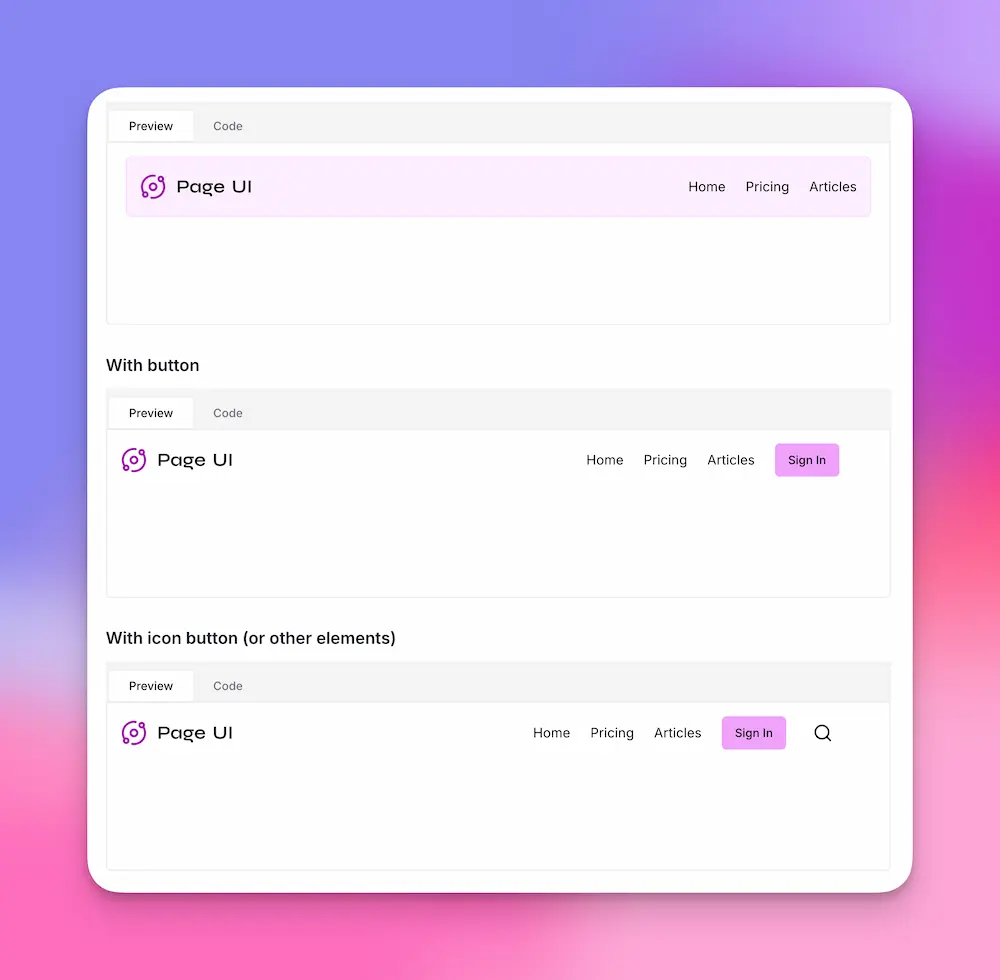 Preview Code
Page UI Home Pricing Articles
With button
Preview Code
Page UI Home Pricing Articles Sign In
With icon button (or other elements)
Preview Code
Page UI Home Pricing Articles Sign In